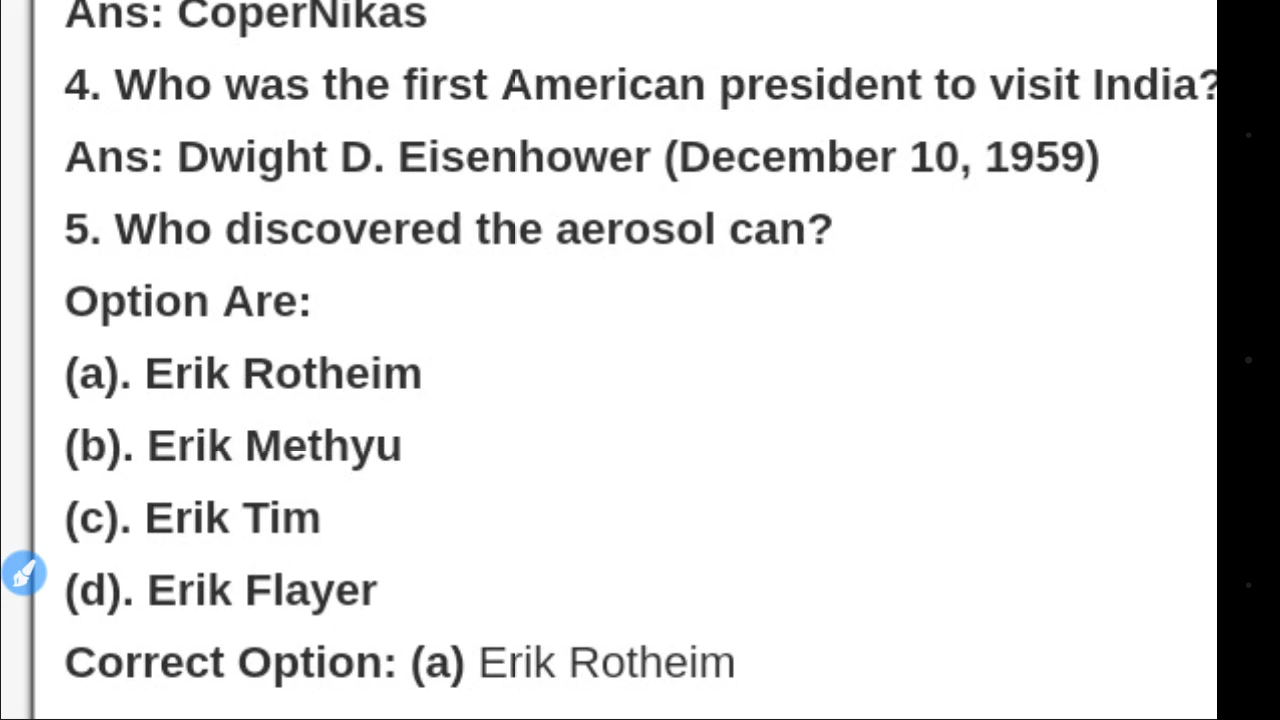 Ans: CoperNikas
4. Who was the first American president to visit India?
Ans: Dwight D. Eisenhower (December 10, 1959)
5. Who discovered the aerosol can?
Option Are:
(a). Erik Rotheim
(b). Erik Methyu
(c). Erik Tim
(d). Erik Flayer
Correct Option: (a) Erik Rotheim